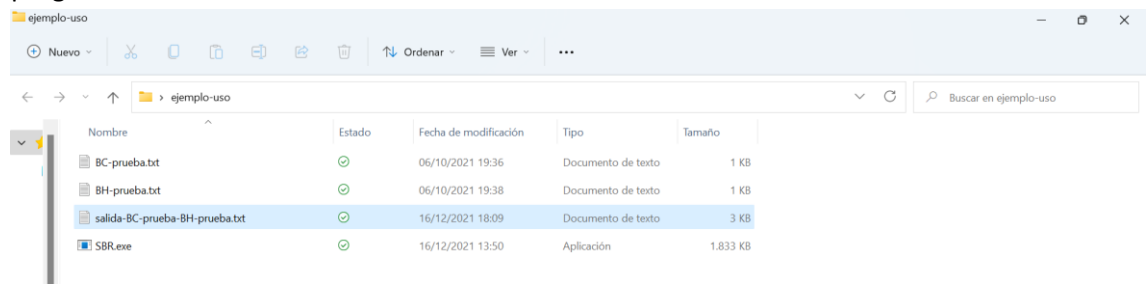 ejemplo-uso
Nuevo Ordenar Ver ...
> ejemplo-uso Buscar en ejemplo-uso
Nombre Estado Fecha de modificación Tipo Tamaño
BC-prueba.txt 06/10/2021 19:36 Documento de texto 1 KB
BH-prueba.txt 06/10/2021 19:38 Documento de texto 1 KB
salida-BC-prueba-BH-prueba.txt 16/12/2021 18:09 Documento de texto 3 KB
SBR.exe 16/12/2021 13:50 Aplicación 1.833 KB